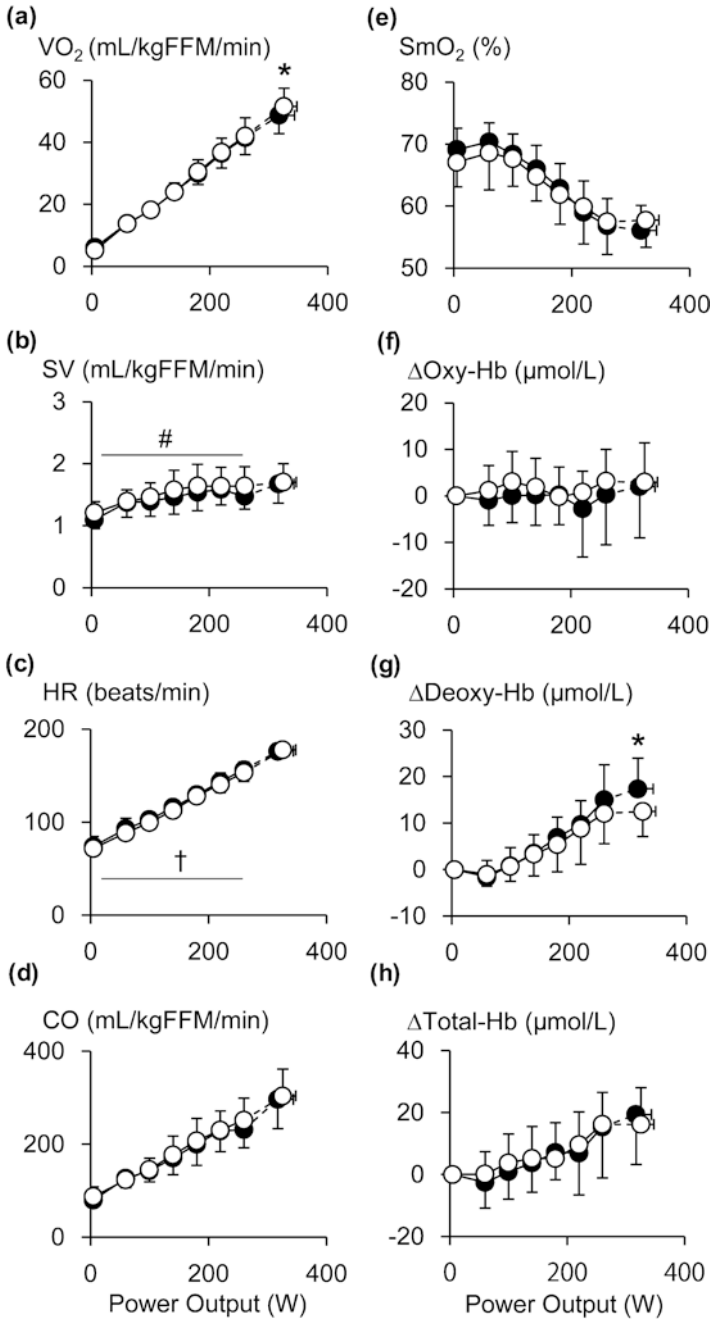 (a)
VO₂ (mL/kgFFM/min)
60
40
20
0
*
0 200 400
(b)
SV (mL/kgFFM/min)
3
2
1
0
#
0 200 400
(c)
HR (beats/min)
200
100
0
†
0 200 400
(d)
CO (mL/kgFFM/min)
400
200
0
0 200 400
Power Output (W)
(e)
SmO₂ (%)
80
70
60
50
0 200 400
(f)
ΔOxy-Hb (μmol/L)
20
10
0
-10
-20
0 200 400
(g)
ΔDeoxy-Hb (μmol/L)
30
20
10
0
-10
*
0 200 400
(h)
ΔTotal-Hb (μmol/L)
40
20
0
-20
0 200 400
Power Output (W)